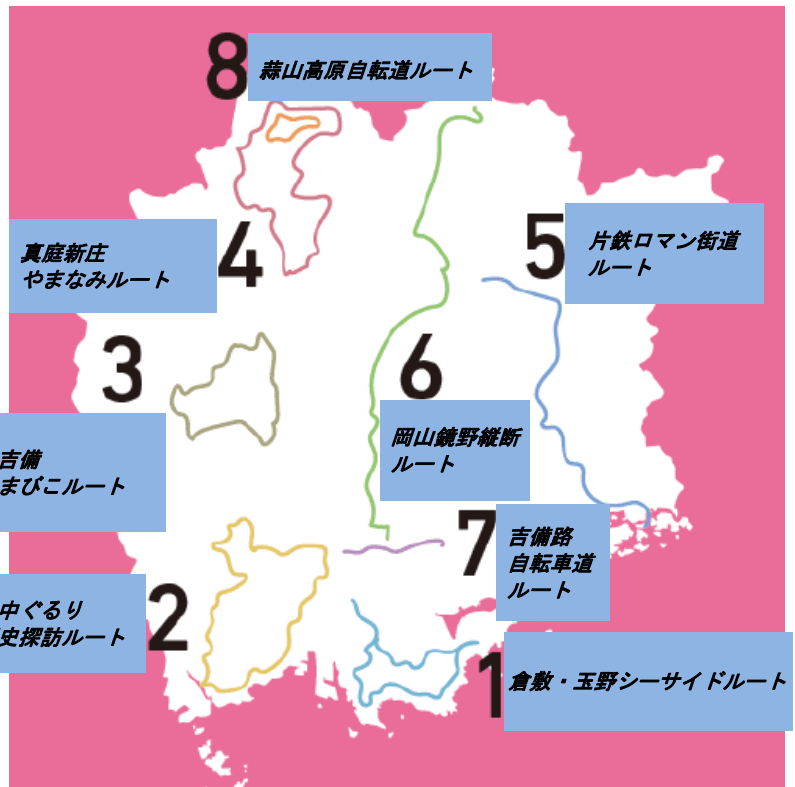 8
蒜山高原自転道ルート
5
片鉄ロマン街道
ルート
真庭新庄
やまなみルート
4
3
6
岡山鏡野縦断
ルート
吉備
まびこルート
7
吉備路
自転車道
ルート
中ぐるり
史探訪ルート
2
1
倉敷・玉野シーサイドルート